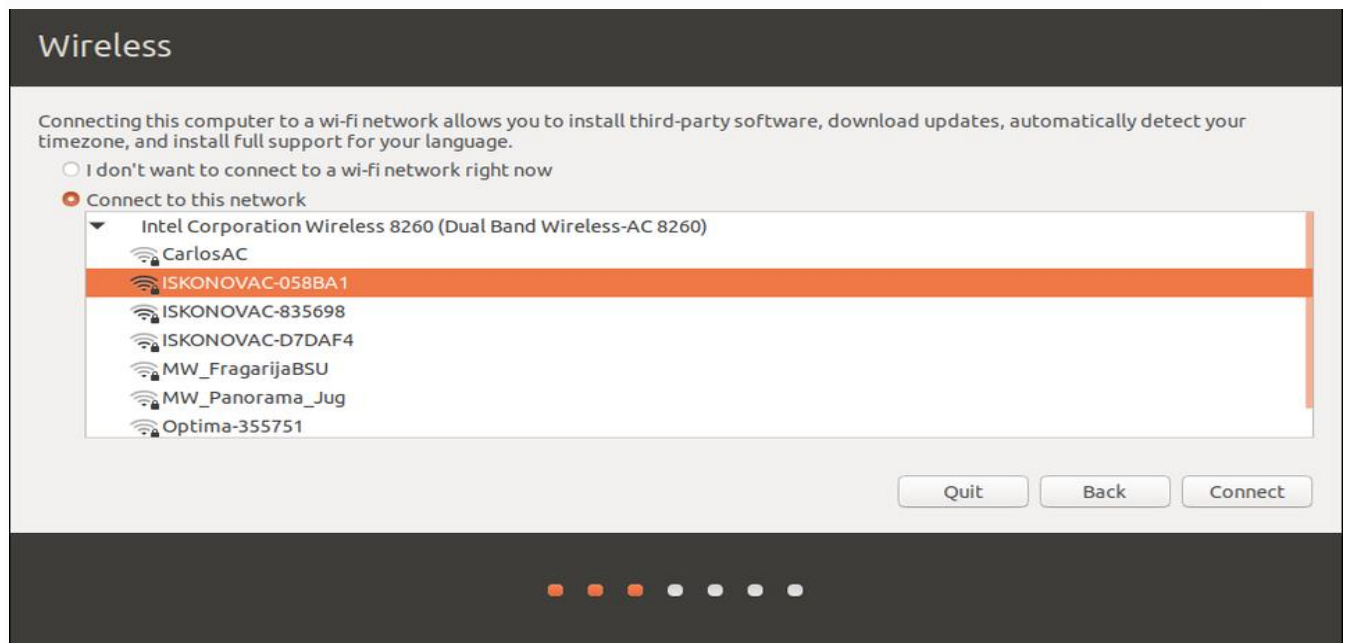 Wireless
Connecting this computer to a wi-fi network allows you to install third-party software, download updates, automatically detect your
timezone, and install full support for your language.
I don't want to connect to a wi-fi network right now
Connect to this network
Intel Corporation Wireless 8260 (Dual Band Wireless-AC 8260)
CarlosAC
ISKONOVAC-058BA1
ISKONOVAC-835698
ISKONOVAC-D7DAF4
MW_FragarijaBSU
MW_Panorama_Jug
Optima-355751
Quit Back Connect